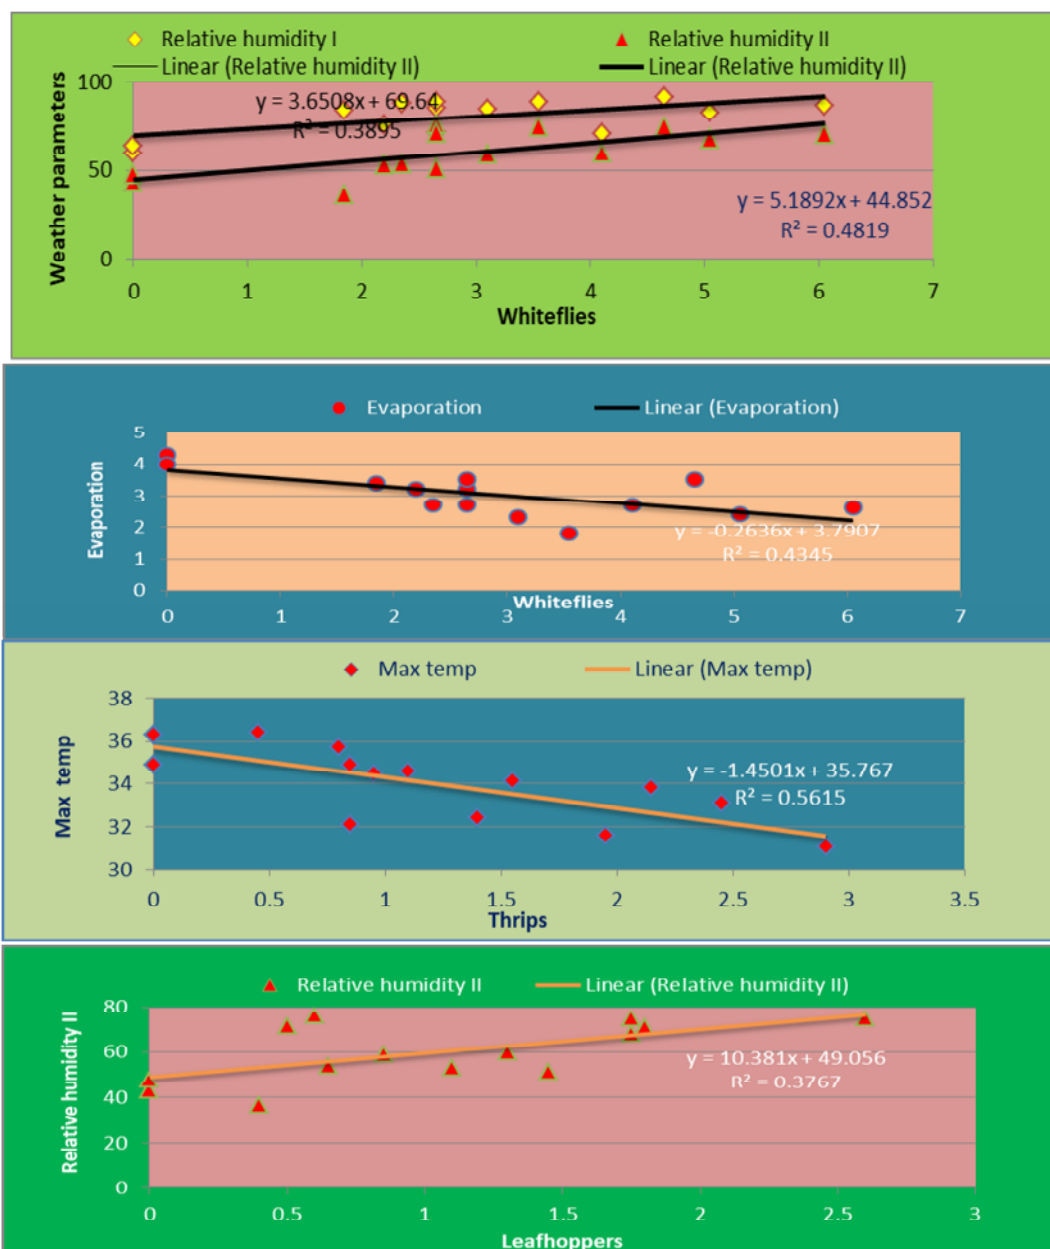 Relative humidity I
Relative humidity II
Linear (Relative humidity II)
Linear (Relative humidity II)
100
y = 3.6508x + 69.64
R² = 0.3895
50
y = 5.1892x + 44.852
R² = 0.4819
0
Weather parameters
0 1 2 3 4 5 6 7
Whiteflies
Evaporation
Linear (Evaporation)
5
4
3
2
1
0
Evaporation
y = -0.2636x + 3.7907
R² = 0.4345
Whiteflies
0 1 2 3 4 5 6 7
Max temp
Linear (Max temp)
38
36
34
32
30
Max temp
y = -1.4501x + 35.767
R² = 0.5615
0 0.5 1 1.5 2 2.5 3 3.5
Thrips
Relative humidity II
Linear (Relative humidity II)
80
60
40
20
0
Relative humidity II
y = 10.381x + 49.056
R² = 0.3767
0 0.5 1 1.5 2 2.5 3
Leafhoppers